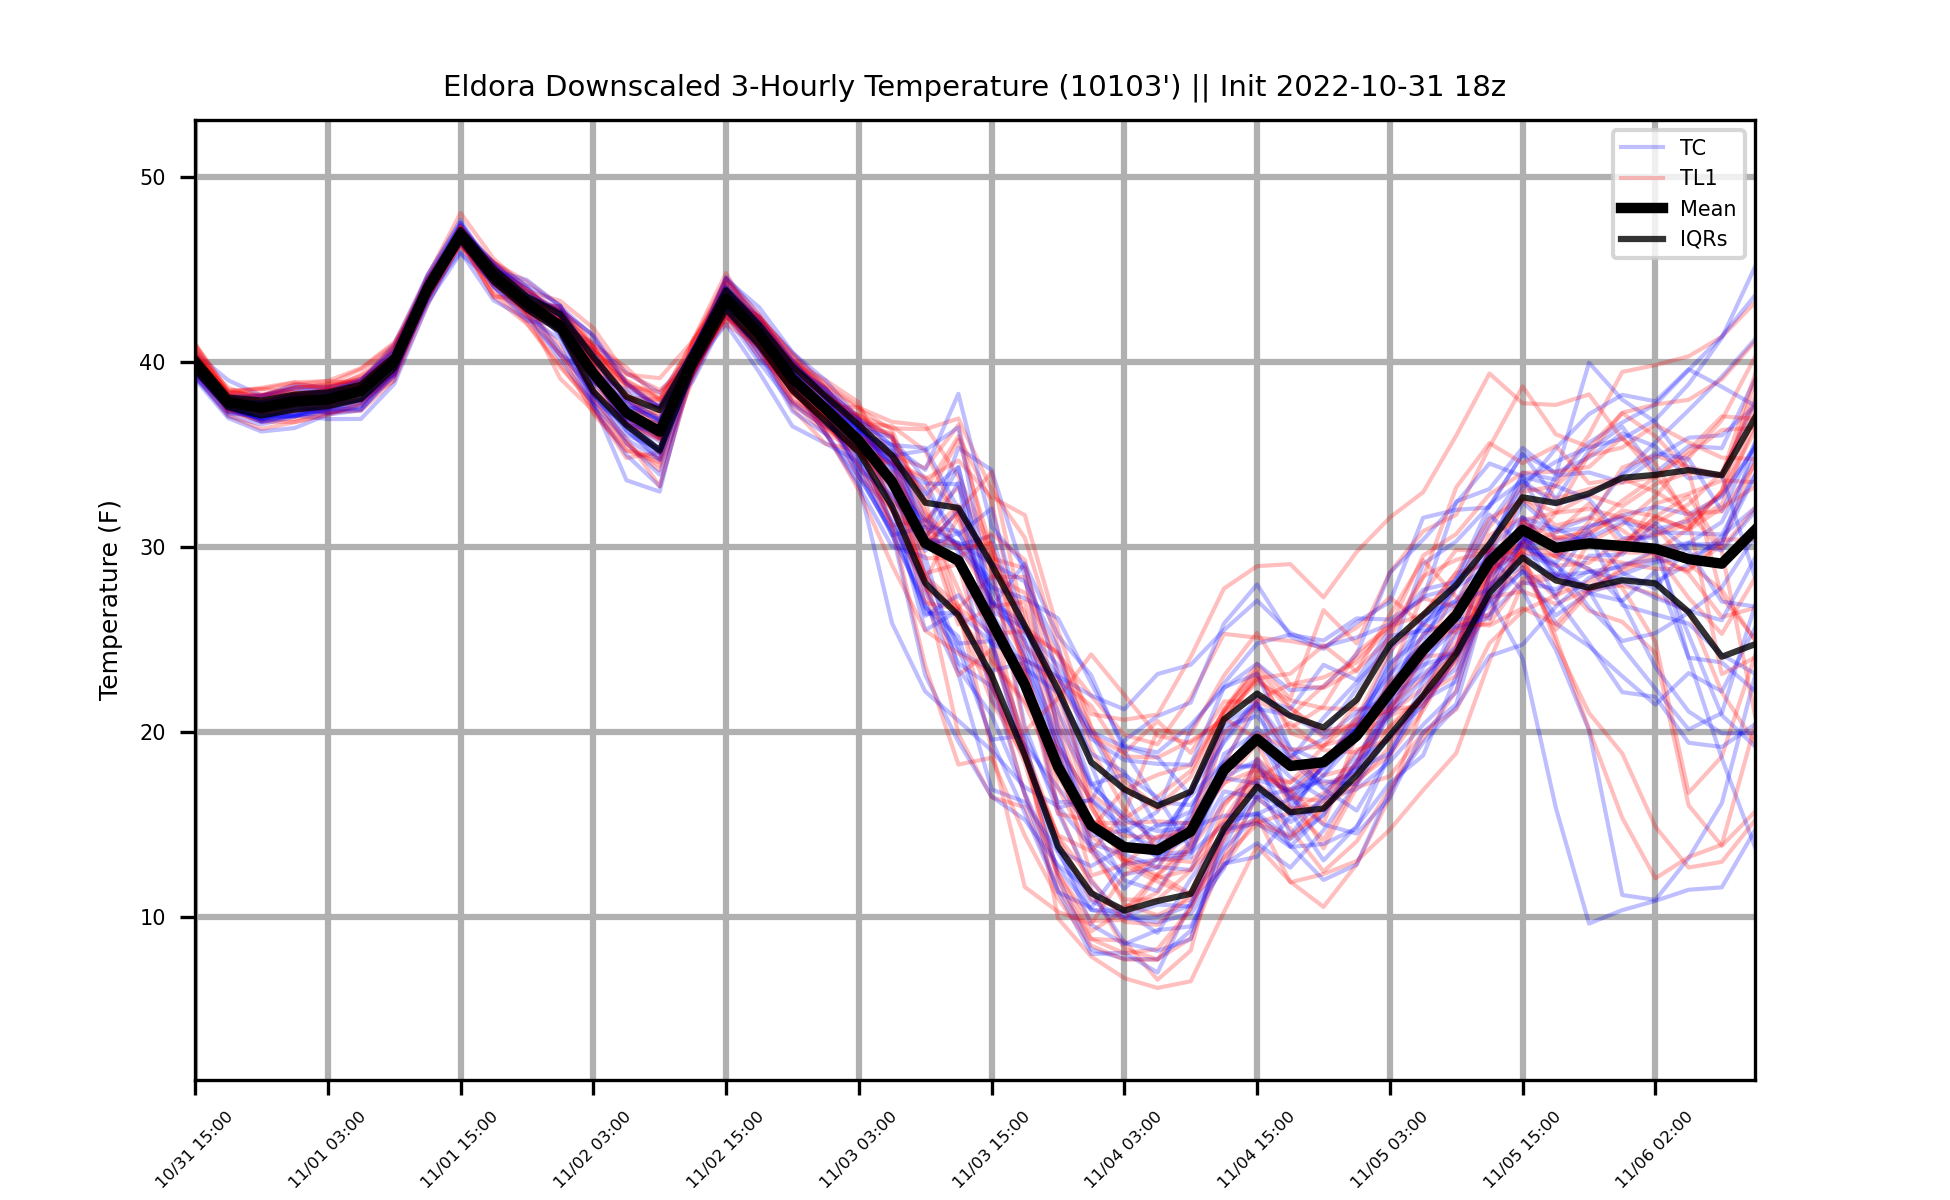 Eldora Downscaled 3-Hourly Temperature (10103') || Init 2022-10-31 18z
TC
TL1
Mean
IQRs
Temperature (F)
50
40
30
20
10
10/31 15:00
11/01 03:00
11/01 15:00
11/02 03:00
11/02 15:00
11/03 03:00
11/03 15:00
11/04 03:00
11/04 15:00
11/05 03:00
11/05 15:00
11/06 02:00